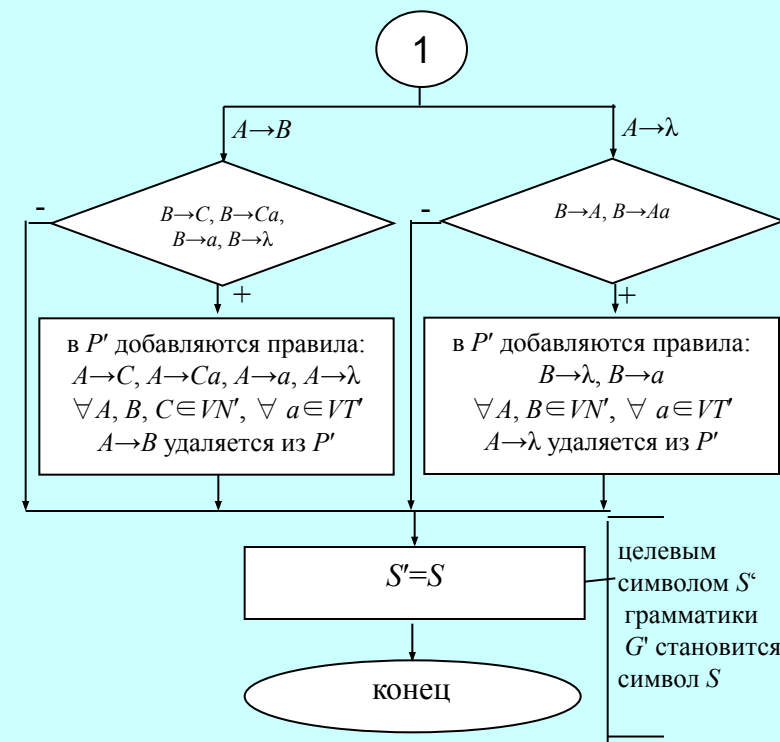 1
A→B
A→λ
-
B→C, B→Ca,
B→a, B→λ
-
B→A, B→Aa
+
+
в P′ добавляются правила:
A→C, A→Ca, A→a, A→λ
∀A, B, C∈VN′, ∀ a∈VT′
A→B удаляется из P′
в P′ добавляются правила:
B→λ, B→a
∀A, B∈VN′, ∀ a∈VT′
A→λ удаляется из P′
S′=S
целевым
символом S‘
грамматики
G′ становится
символ S
конец